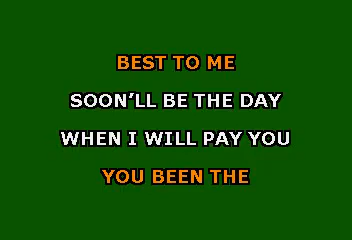 BEST TO ME
SOON'LL BE THE DAY
WHEN I WILL PAY YOU
YOU BEEN THE